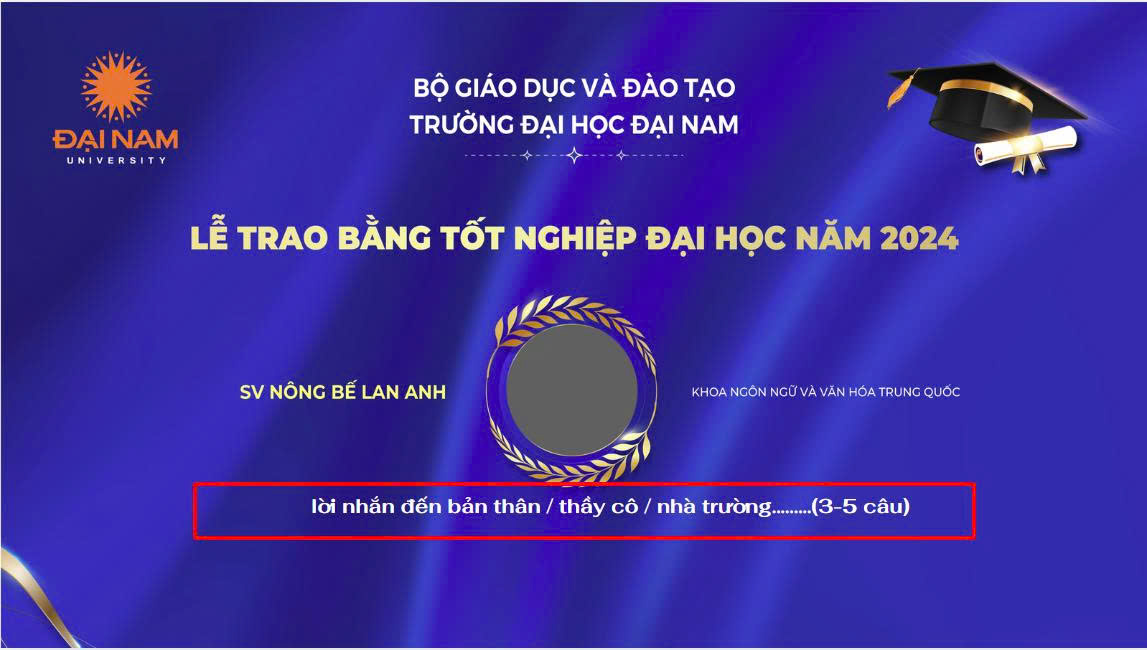 ĐẠI NAM
UNIVERSITY
BỘ GIÁO DỤC VÀ ĐÀO TẠO
TRƯỜNG ĐẠI HỌC ĐẠI NAM
LỄ TRAO BẰNG TỐT NGHIỆP ĐẠI HỌC NĂM 2024
SV NÔNG BẾ LAN ANH
KHOA NGÔN NGỮ VÀ VĂN HÓA TRUNG QUỐC
lời nhắn đến bản thân / thầy cô / nhà trường.........(3-5 câu)